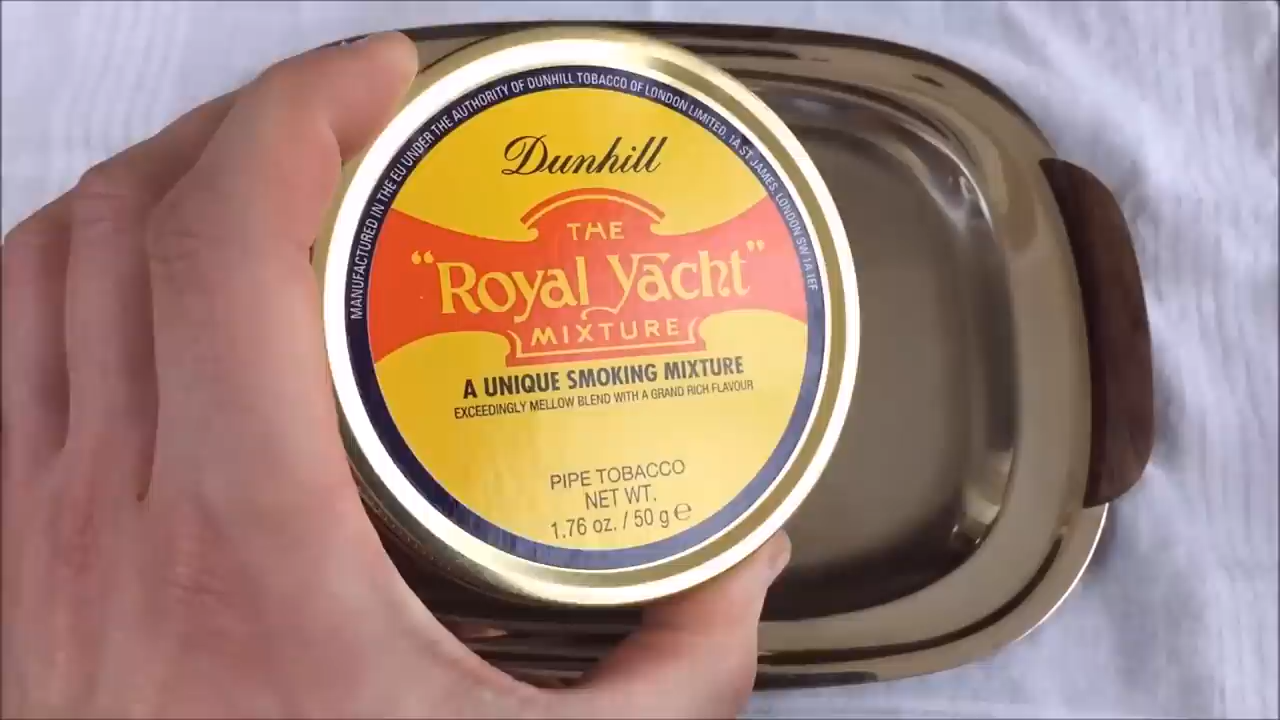 MANUFACTURED IN THE EU UNDER THE AUTHORITY OF DUNHILL TOBACCO OF LONDON LIMITED, 1A ST JAMES, LONDON SW1A 1EF
Dunhill
THE
"Royal Yacht"
MIXTURE
A UNIQUE SMOKING MIXTURE
EXCEEDINGLY MELLOW BLEND WITH A GRAND RICH FLAVOUR
PIPE TOBACCO
NET WT.
1.76 oz. / 50 g ℮